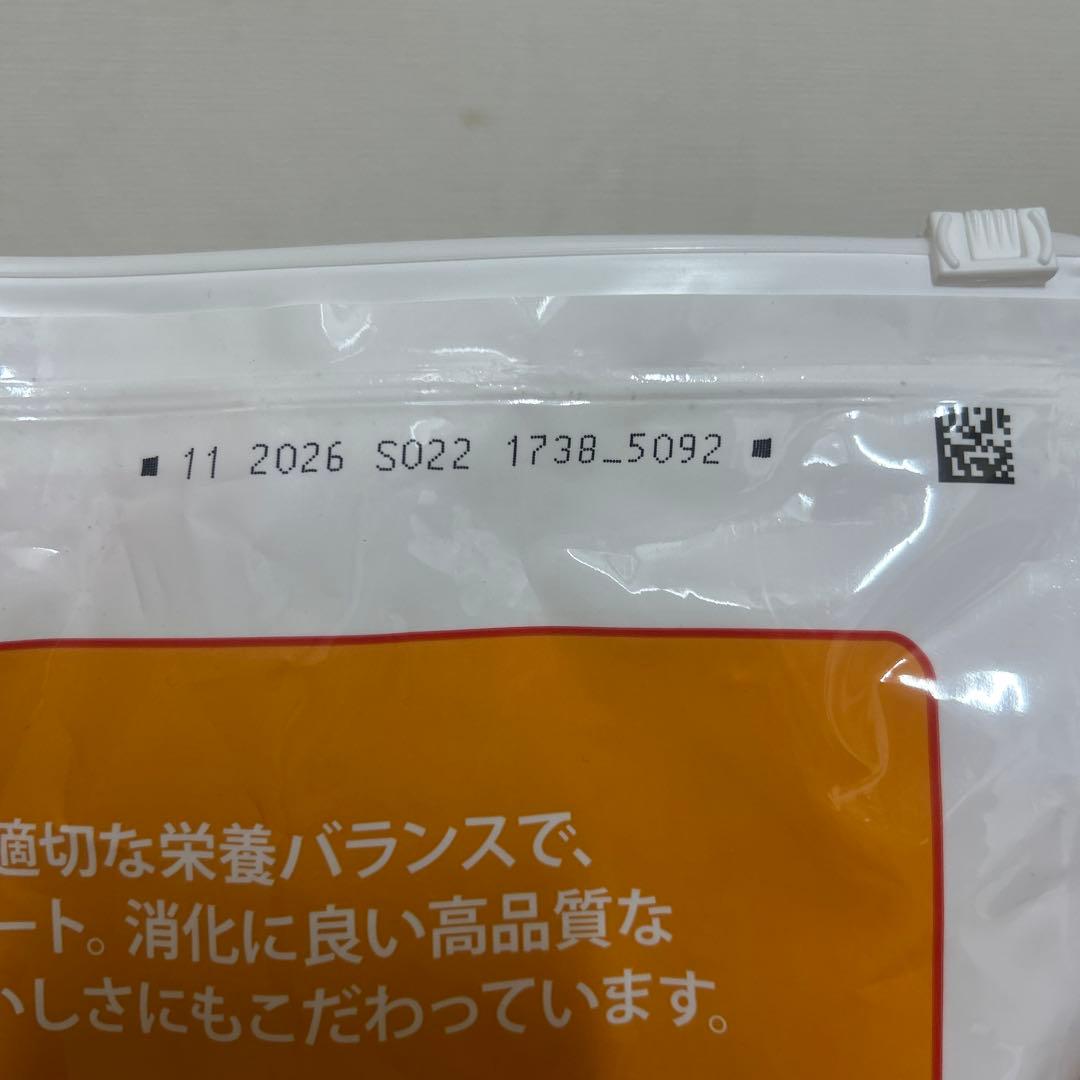 11 2026 S022 1738_5092
適切な栄養バランスで、
ート。消化に良い高品質な
いしさにもこだわっています。